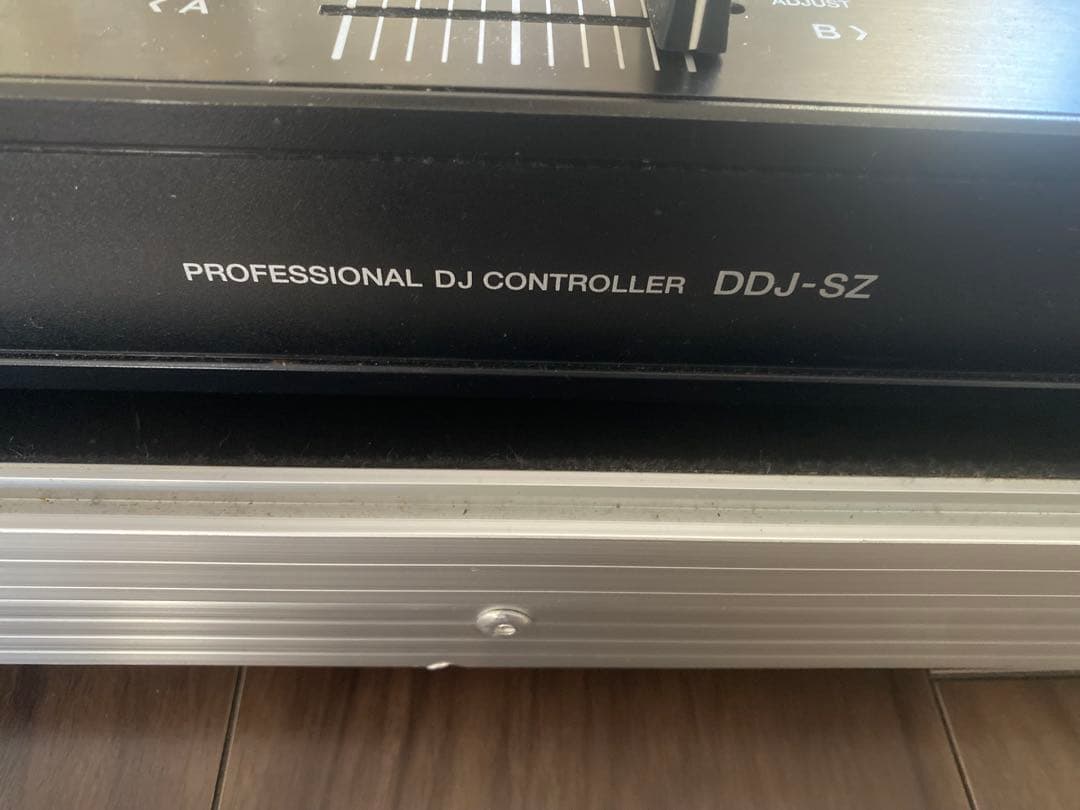 < A
ADJUST
B >
PROFESSIONAL DJ CONTROLLER DDJ-SZ